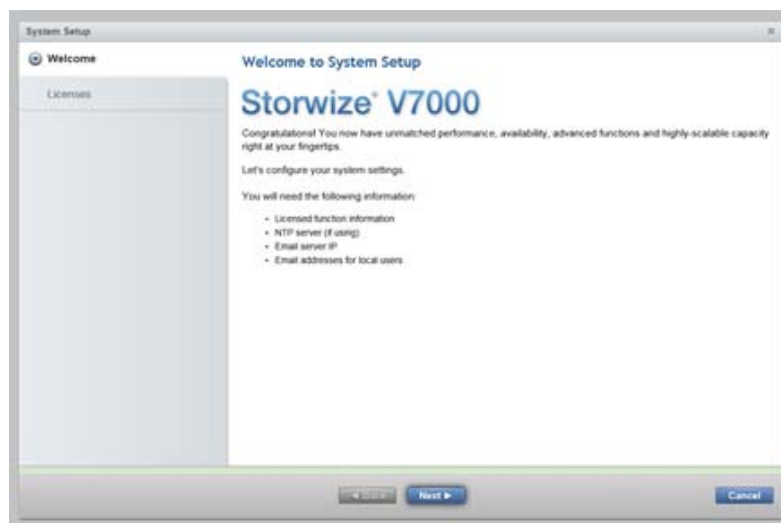 System Setup
Welcome
Licenses
Welcome to System Setup
Storwize® V7000
Congratulations! You now have unmatched performance, availability, advanced functions and highly-scalable capacity
right at your fingertips.
Let's configure your system settings.
You will need the following information:
• Licensed function information
• NTP server (if using)
• Email server IP
• Email addresses for local users
◄ Back
Next ►
Cancel